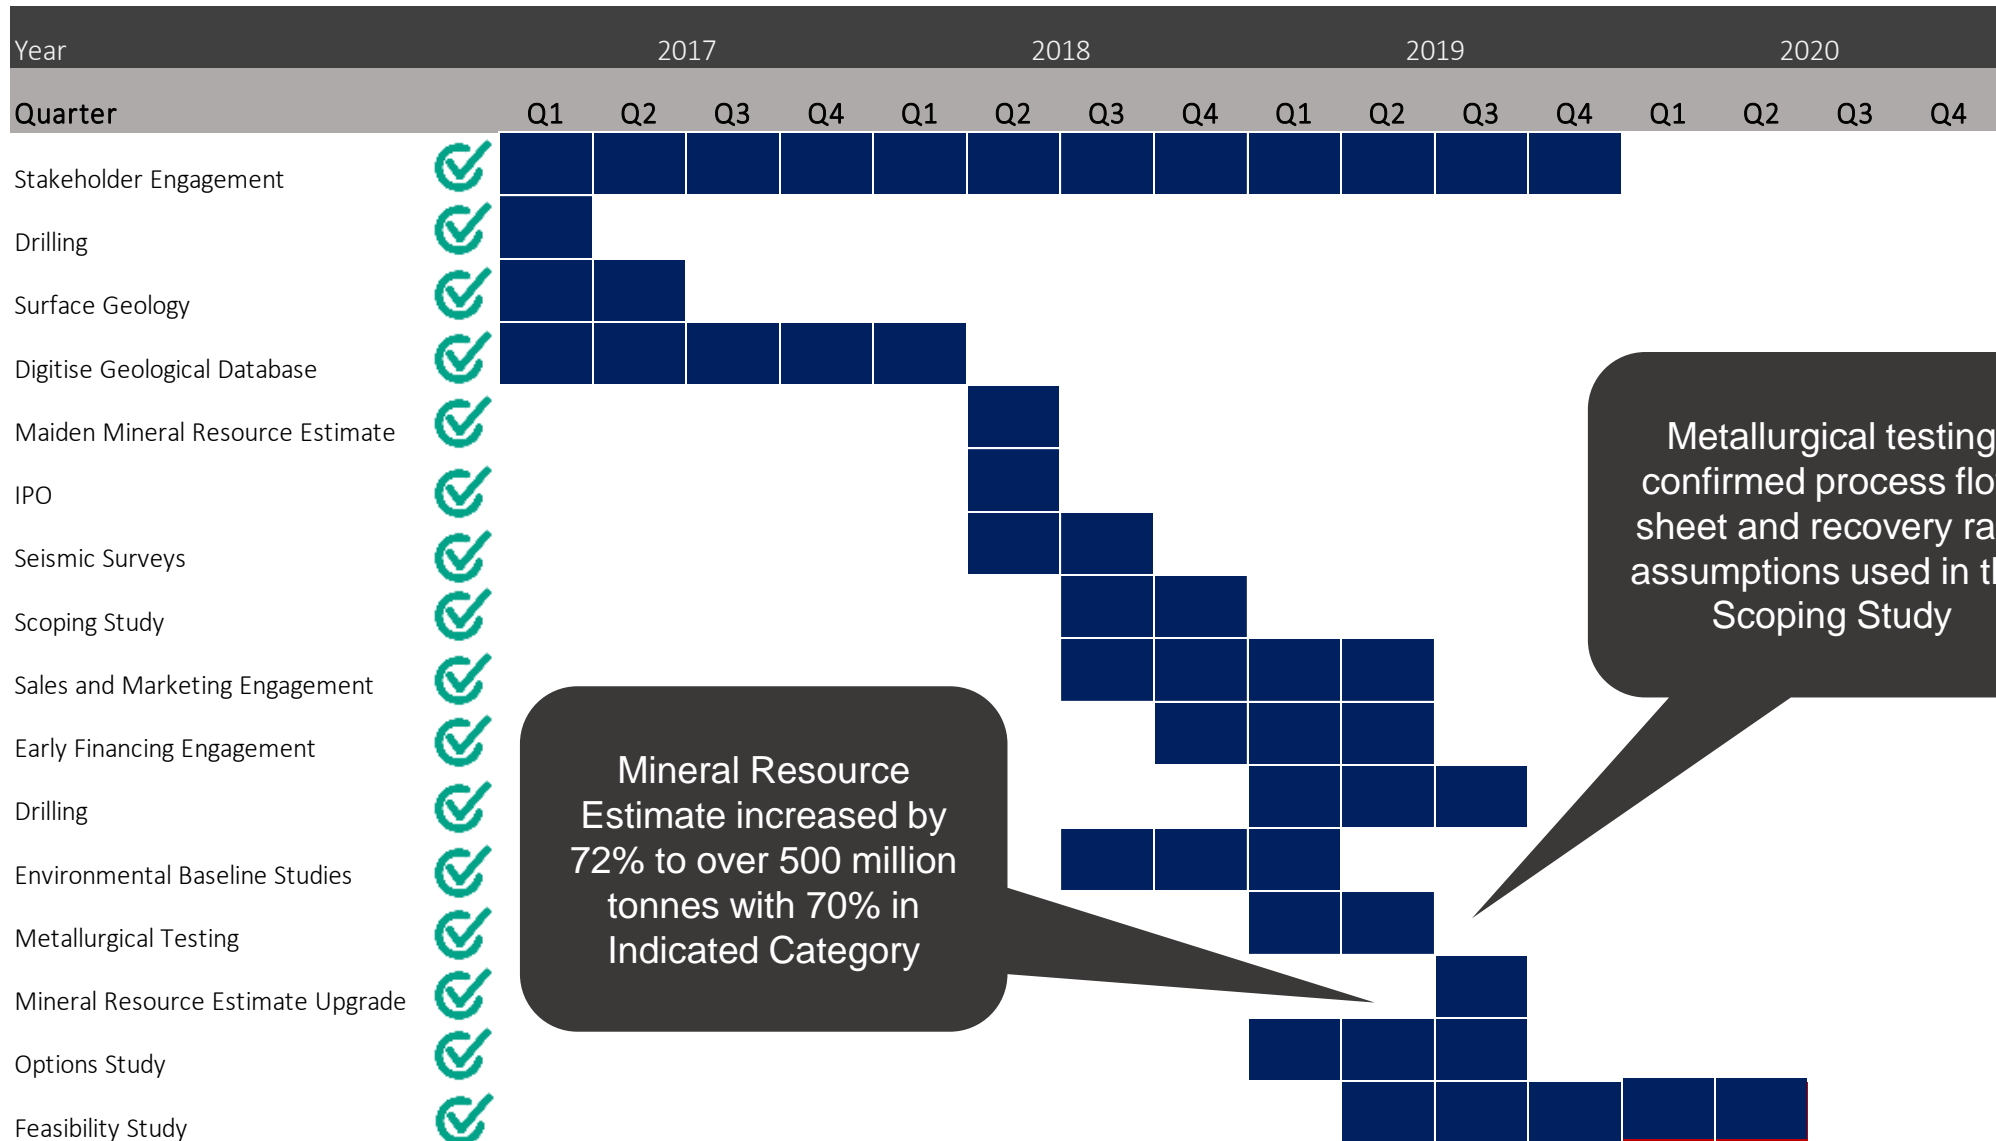 Year 2017 2018 2019 2020
Quarter Q1 Q2 Q3 Q4 Q1 Q2 Q3 Q4 Q1 Q2 Q3 Q4 Q1 Q2 Q3 Q4
Stakeholder Engagement
Drilling
Surface Geology
Digitise Geological Database
Maiden Mineral Resource Estimate
IPO
Seismic Surveys
Scoping Study
Sales and Marketing Engagement
Early Financing Engagement
Drilling
Environmental Baseline Studies
Metallurgical Testing
Mineral Resource Estimate Upgrade
Options Study
Feasibility Study
Mineral Resource
Estimate increased by
72% to over 500 million
tonnes with 70% in
Indicated Category
Metallurgical testing
confirmed process
sheet and recovery
assumptions used in
Scoping Study